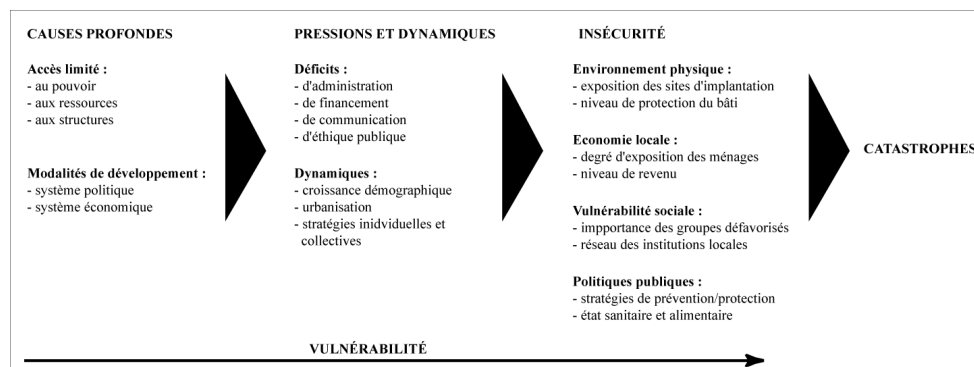 CAUSES PROFONDES
Accès limité :
- au pouvoir
- aux ressources
- aux structures
Modalités de développement :
- système politique
- système économique
PRESSIONS ET DYNAMIQUES
Déficits :
- d'administration
- de financement
- de communication
- d'éthique publique
Dynamiques :
- croissance démographique
- urbanisation
- stratégies inidviduelles et
collectives
INSÉCURITÉ
Environnement physique :
- exposition des sites d'implantation
- niveau de protection du bâti
Economie locale :
- degré d'exposition des ménages
- niveau de revenu
Vulnérabilité sociale :
- impportance des groupes défavorisés
- réseau des institutions locales
Politiques publiques :
- stratégies de prévention/protection
- état sanitaire et alimentaire
CATASTROPHES
VULNÉRABILITÉ